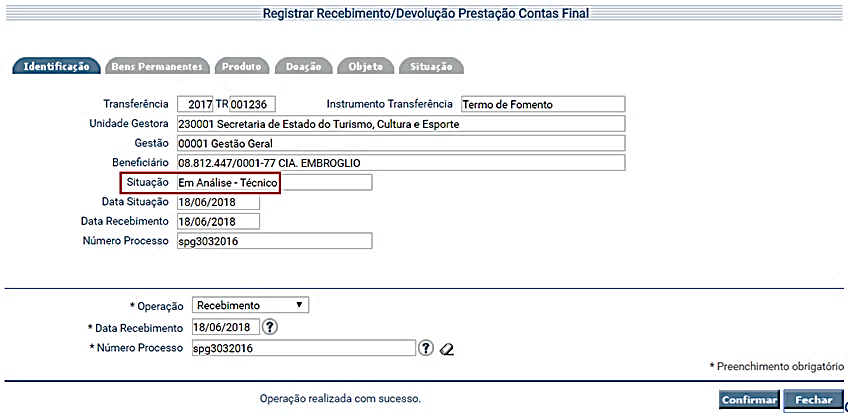 Registrar Recebimento/Devolução Prestação Contas Final
Identificação Bens Permanentes Produto Doação Objeto Situação
Transferência 2017 TR 001236 Instrumento Transferência Termo de Fomento
Unidade Gestora 230001 Secretaria de Estado do Turismo, Cultura e Esporte
Gestão 00001 Gestão Geral
Beneficiário 08.812.447/0001-77 CIA. EMBROGLIO
Situação Em Análise - Técnico
Data Situação 18/06/2018
Data Recebimento 18/06/2018
Número Processo spg3032016
* Operação Recebimento
* Data Recebimento 18/06/2018 ?
* Número Processo spg3032016 ?
* Preenchimento obrigatório
Operação realizada com sucesso. Confirmar Fechar